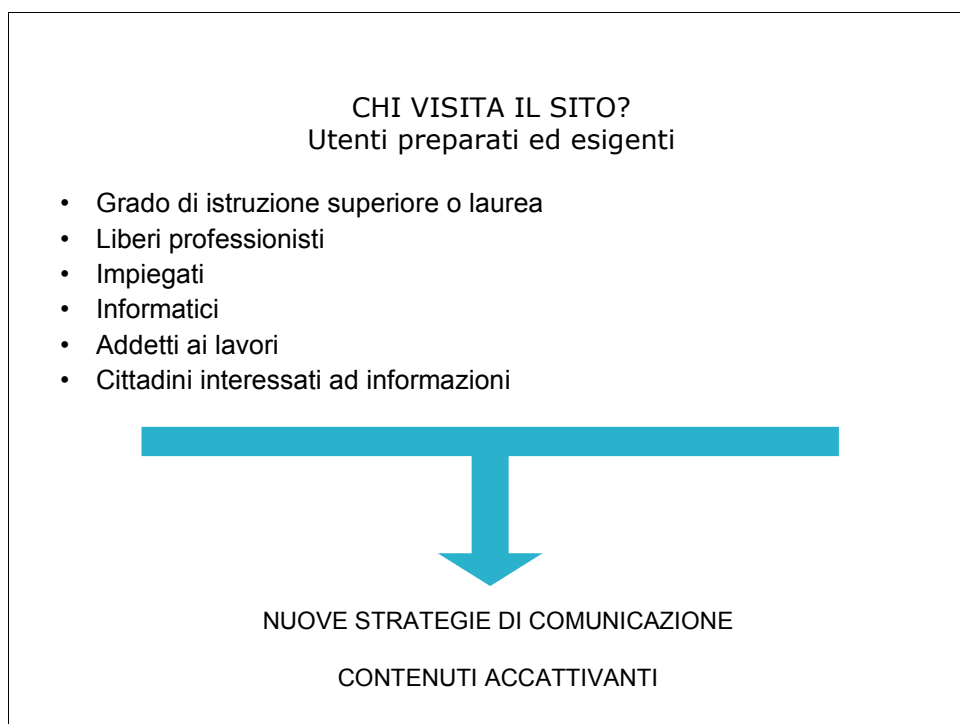 CHI VISITA IL SITO?
Utenti preparati ed esigenti
• Grado di istruzione superiore o laurea
• Liberi professionisti
• Impiegati
• Informatici
• Addetti ai lavori
• Cittadini interessati ad informazioni
NUOVE STRATEGIE DI COMUNICAZIONE
CONTENUTI ACCATTIVANTI